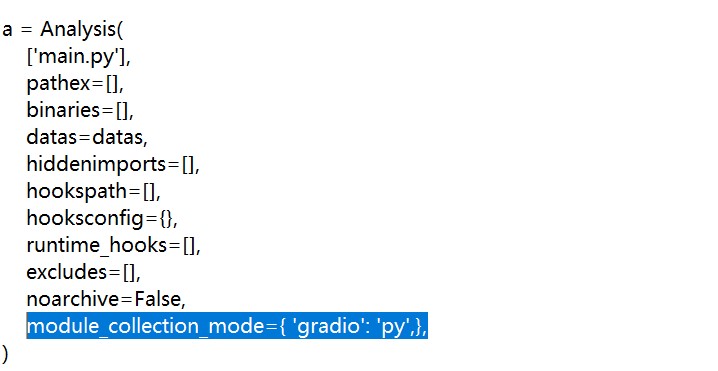 a = Analysis(
['main.py'],
pathex=[],
binaries=[],
datas=datas,
hiddenimports=[],
hookspath=[],
hooksconfig={},
runtime_hooks=[],
excludes=[],
noarchive=False,
module_collection_mode={ 'gradio': 'py',},
)